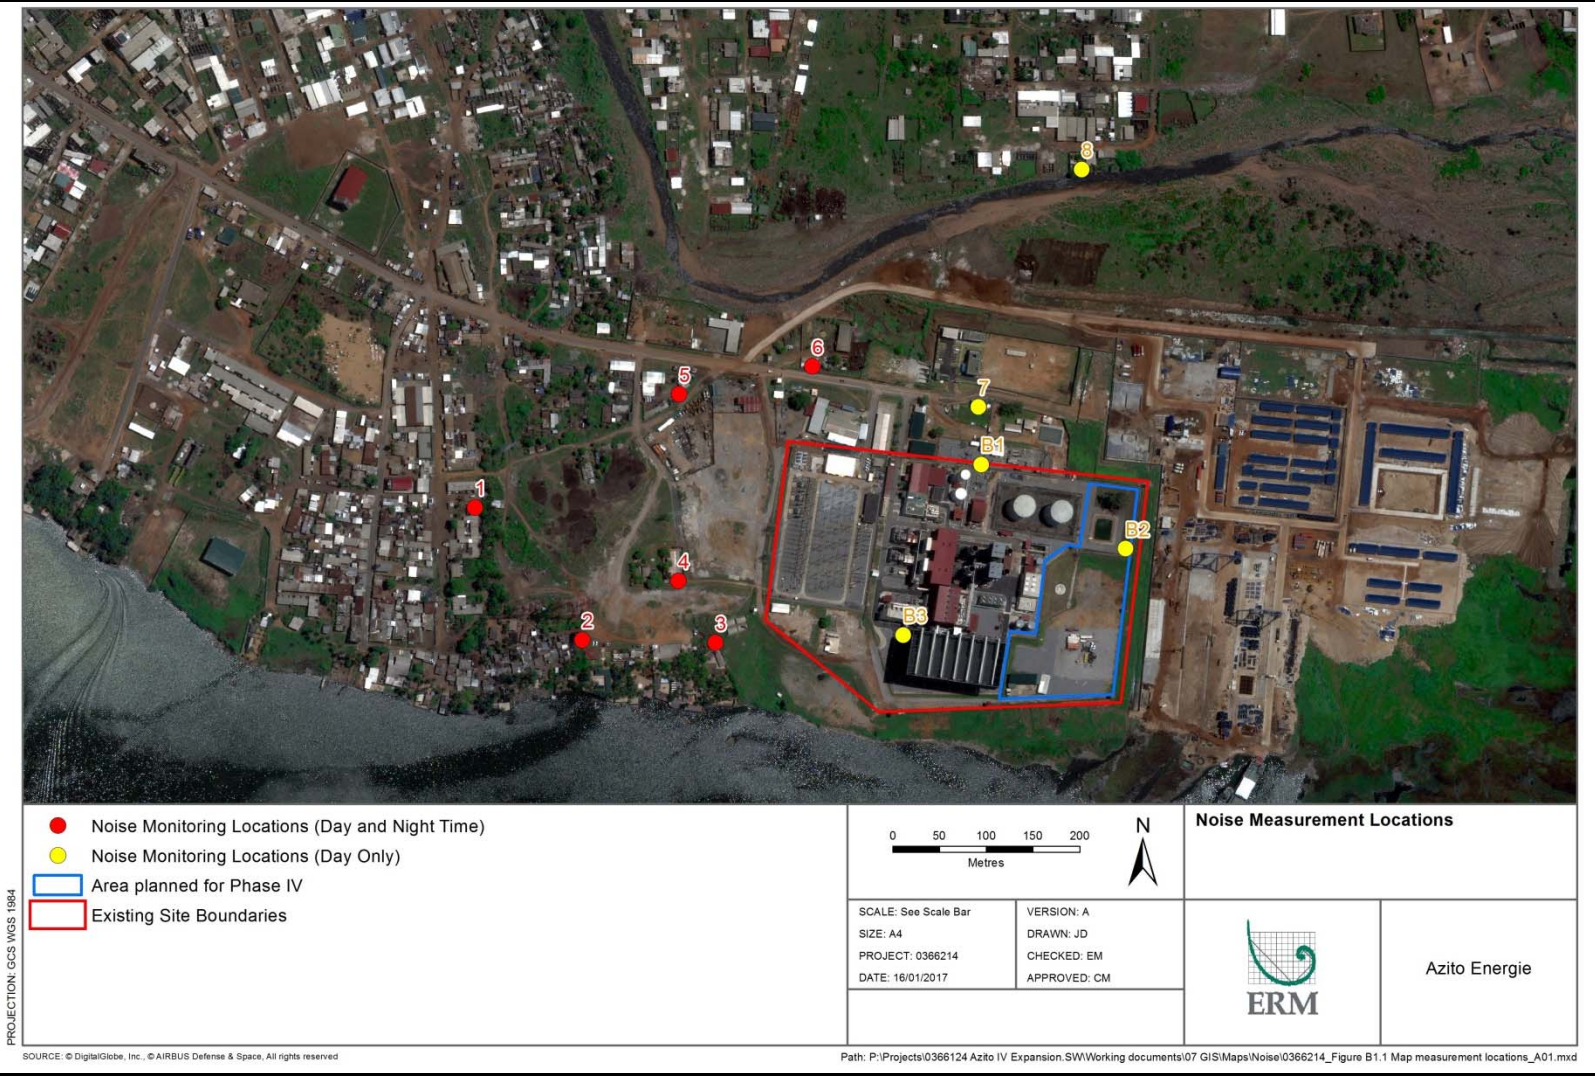 8
6
5
7
B1
1
B2
4
B3
2
3
Noise Monitoring Locations (Day and Night Time)
Noise Monitoring Locations (Day Only)
Area planned for Phase IV
Existing Site Boundaries
0 50 100 150 200
Metres
N
Noise Measurement Locations
SCALE: See Scale Bar
SIZE: A4
PROJECT: 0366214
DATE: 16/01/2017
VERSION: A
DRAWN: JD
CHECKED: EM
APPROVED: CM
ERM
Azito Energie
PROJECTION: GCS WGS 1984
SOURCE: © DigitalGlobe, Inc., © AIRBUS Defense & Space, All rights reserved
Path: P:\Projects\0366124 Azito IV Expansion.SW\Working documents\07 GIS\Maps\Noise\0366214_Figure B1.1 Map measurement locations_A01.mxd